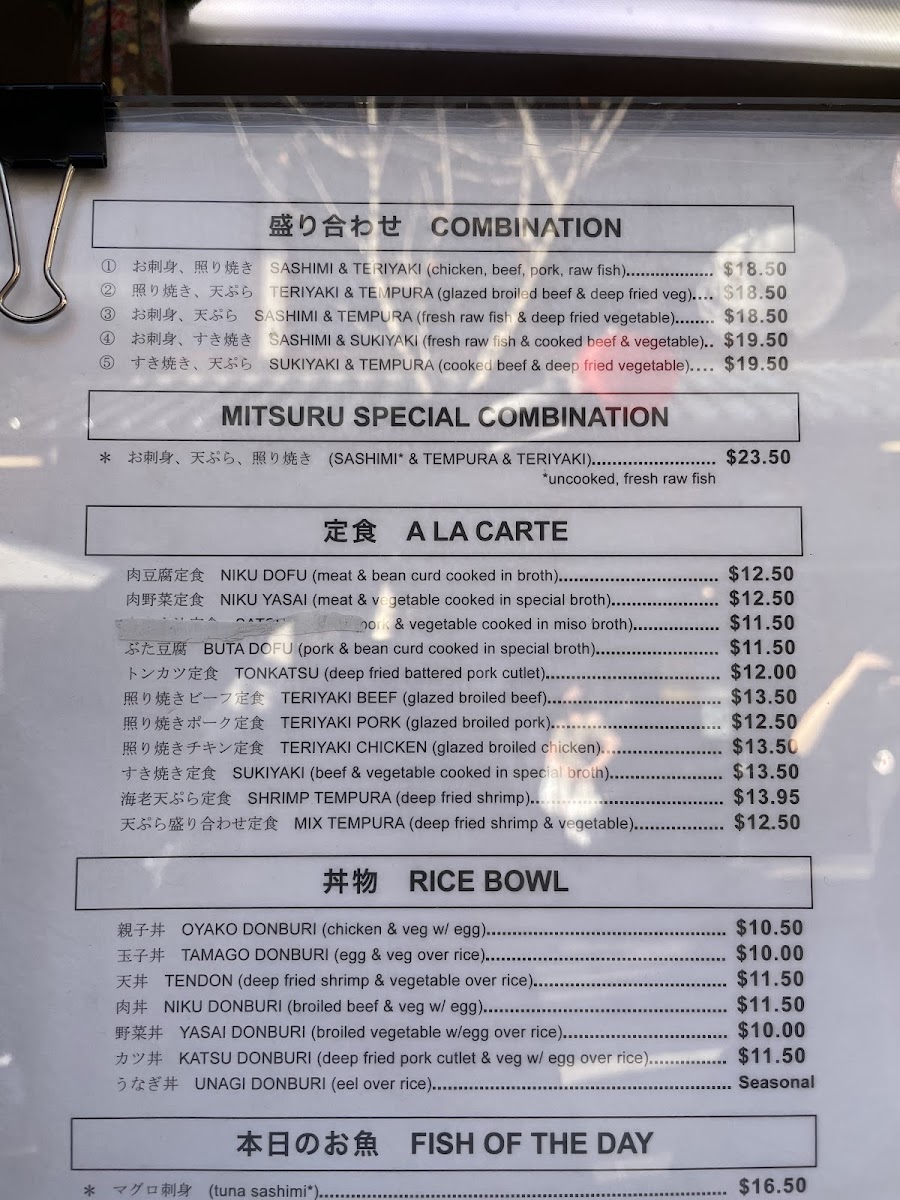 盛り合わせ COMBINATION
① お刺身、照り焼き SASHIMI & TERIYAKI (chicken, beef, pork, raw fish)................. $18.50
② 照り焼き、天ぷら TERIYAKI & TEMPURA (glazed broiled beef & deep fried veg).... $18.50
③ お刺身、天ぷら SASHIMI & TEMPURA (fresh raw fish & deep fried vegetable)........ $18.50
④ お刺身、すき焼き SASHIMI & SUKIYAKI (fresh raw fish & cooked beef & vegetable).. $19.50
⑤ すき焼き、天ぷら SUKIYAKI & TEMPURA (cooked beef & deep fried vegetable).... $19.50
MITSURU SPECIAL COMBINATION
* お刺身、天ぷら、照り焼き (SASHIMI* & TEMPURA & TERIYAKI)......................... $23.50
*uncooked, fresh raw fish
定食 A LA CARTE
肉豆腐定食 NIKU DOFU (meat & bean curd cooked in broth)................................ $12.50
肉野菜定食 NIKU YASAI (meat & vegetable cooked in special broth)..................... $12.50
定食 pork & vegetable cooked in miso broth)................ $11.50
ぶた豆腐 BUTA DOFU (pork & bean curd cooked in special broth)......................... $11.50
トンカツ定食 TONKATSU (deep fried battered pork cutlet)................................... $12.00
照り焼きビーフ定食 TERIYAKI BEEF (glazed broiled beef)................................... $13.50
照り焼きポーク定食 TERIYAKI PORK (glazed broiled pork).................................. $12.50
照り焼きチキン定食 TERIYAKI CHICKEN (glazed broiled chicken)........................ $13.50
すき焼き定食 SUKIYAKI (beef & vegetable cooked in special broth)...................... $13.50
海老天ぷら定食 SHRIMP TEMPURA (deep fried shrimp)....................................... $13.95
天ぷら盛り合わせ定食 MIX TEMPURA (deep fried shrimp & vegetable).................. $12.50
丼物 RICE BOWL
親子丼 OYAKO DONBURI (chicken & veg w/ egg)............................................... $10.50
玉子丼 TAMAGO DONBURI (egg & veg over rice)............................................... $10.00
天丼 TENDON (deep fried shrimp & vegetable over rice)..................................... $11.50
肉丼 NIKU DONBURI (broiled beef & veg w/ egg)............................................... $11.50
野菜丼 YASAI DONBURI (broiled vegetable w/egg over rice)............................... $10.00
カツ丼 KATSU DONBURI (deep fried pork cutlet & veg w/ egg over rice)............... $11.50
うなぎ丼 UNAGI DONBURI (eel over rice)......................................................... Seasonal
本日のお魚 FISH OF THE DAY
* マグロ刺身 (tuna sashimi*).............................................................................. $16.50